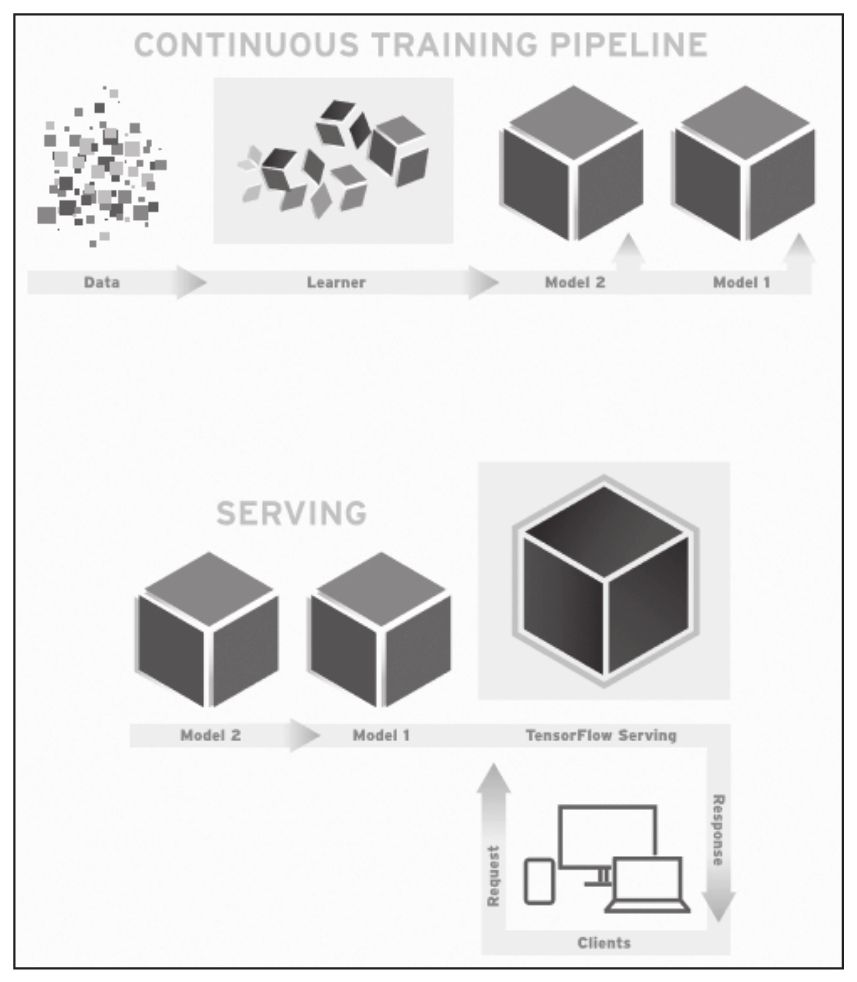 CONTINUOUS TRAINING PIPELINE
Data
Learner
Model 2
Model 1
SERVING
Model 2
Model 1
TensorFlow Serving
Request
Response
Clients